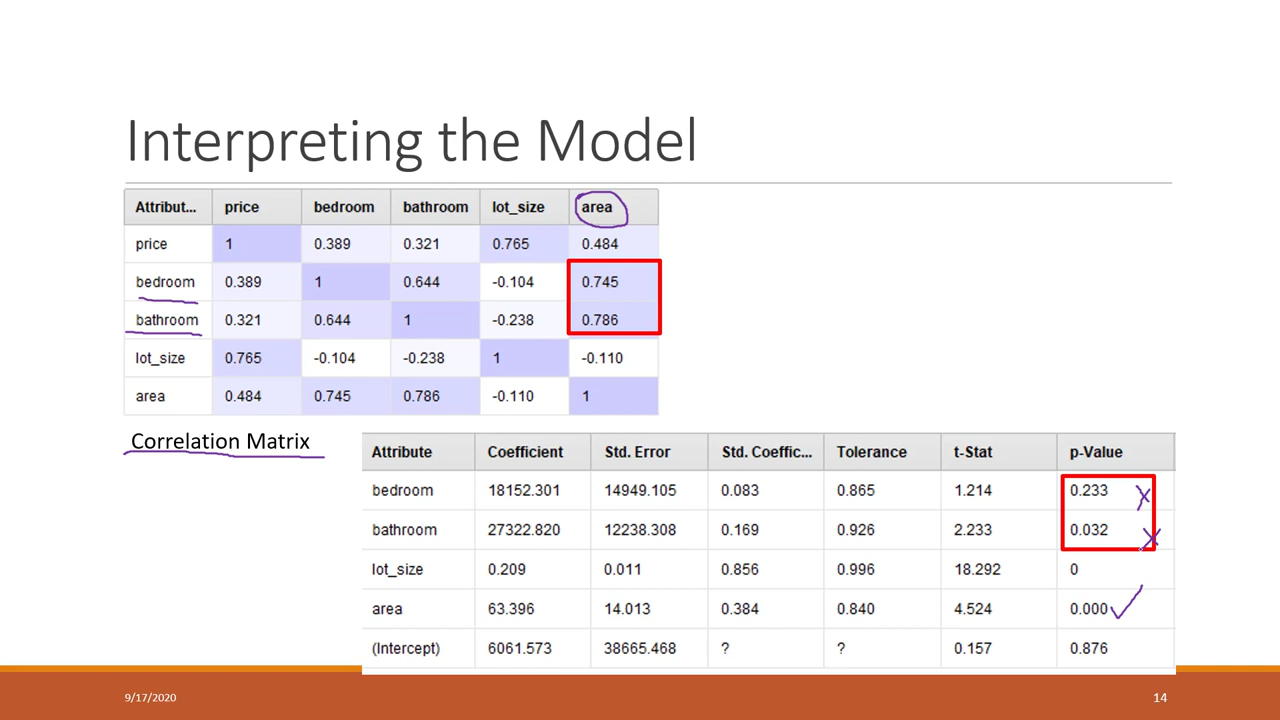 Interpreting the Model
Attribut... price bedroom bathroom lot_size area
price 1 0.389 0.321 0.765 0.484
bedroom 0.389 1 0.644 -0.104 0.745
bathroom 0.321 0.644 1 -0.238 0.786
lot_size 0.765 -0.104 -0.238 1 -0.110
area 0.484 0.745 0.786 -0.110 1
Correlation Matrix
Attribute Coefficient Std. Error Std. Coeffic... Tolerance t-Stat p-Value
bedroom 18152.301 14949.105 0.083 0.865 1.214 0.233
bathroom 27322.820 12238.308 0.169 0.926 2.233 0.032
lot_size 0.209 0.011 0.856 0.996 18.292 0
area 63.396 14.013 0.384 0.840 4.524 0.000
(Intercept) 6061.573 38665.468 ? ? 0.157 0.876
9/17/2020 14